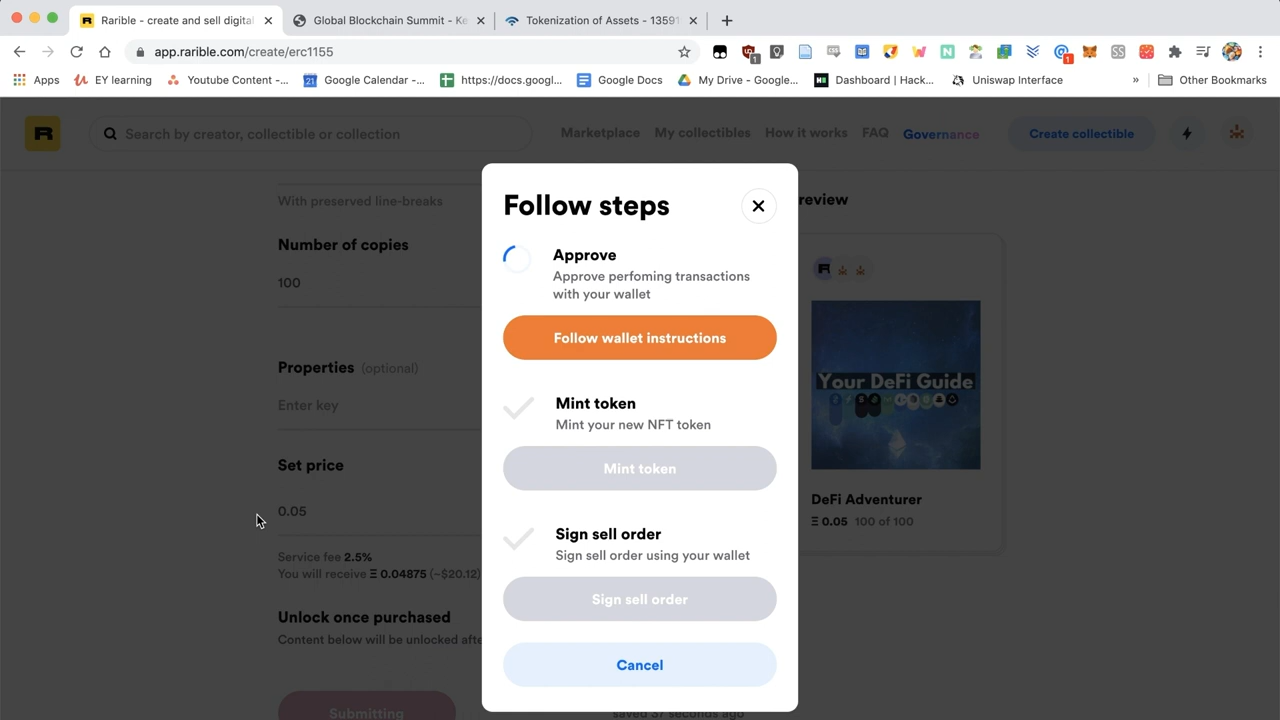 Rarible - create and sell digital
Global Blockchain Summit - Ke
Tokenization of Assets - 13591
app.rarible.com/create/erc1155
Apps
EY learning
Youtube Content -...
Google Calendar -...
https://docs.googl...
Google Docs
My Drive - Google...
Dashboard | Hack...
Uniswap Interface
»
Other Bookmarks
R
Search by creator, collectible or collection
Marketplace
My collectibles
How it works
FAQ
Governance
Create collectible
With preserved line-breaks
Number of copies
100
Properties (optional)
Enter key
Set price
0.05
Service fee 2.5%
You will receive Ξ 0.04875 (~$20.12)
Unlock once purchased
Content below will be unlocked afte
Submitting
Follow steps
Approve
Approve perfoming transactions
with your wallet
Follow wallet instructions
Mint token
Mint your new NFT token
Mint token
Sign sell order
Sign sell order using your wallet
Sign sell order
Cancel
review
Your DeFi Guide
DeFi Adventurer
Ξ 0.05 100 of 100
saved 37 seconds ago